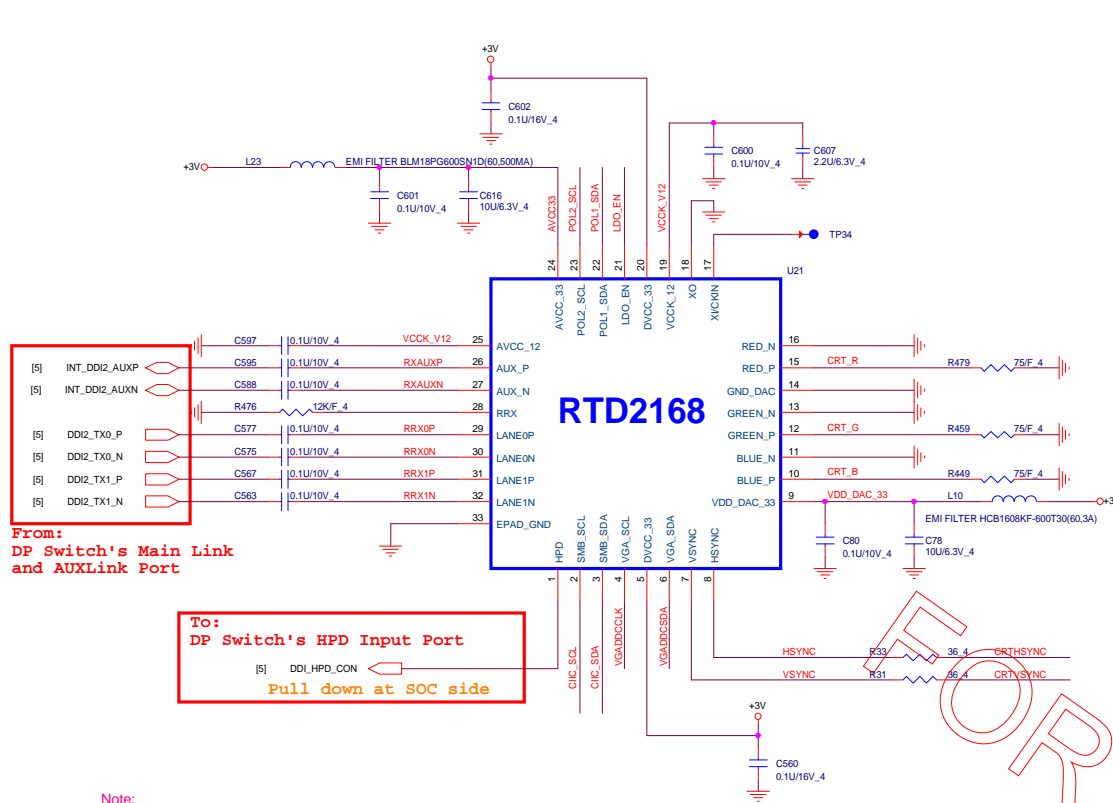 +3V
C602
0.1U/16V_4
C600
0.1U/10V_4
C607
2.2U/6.3V_4
+3V
L23
EMI FILTER BLM18PG600SN1D(60,500MA)
C601
0.1U/10V_4
C616
10U/6.3V_4
AVCC33
POL2_SCL
POL1_SDA
LDO_EN
VCCK_V12
TP34
24
23
22
21
20
19
18
17
U21
AVCC_33
POL2_SCL
POL1_SDA
LDO_EN
DVCC_33
VCCK_12
XO
XI/CKIN
C597
0.1U/10V_4
VCCK_V12
25
AVCC_12
[5]
INT_DDI2_AUXP
C595
0.1U/10V_4
RXAUXP
26
AUX_P
[5]
INT_DDI2_AUXN
C588
0.1U/10V_4
RXAUXN
27
AUX_N
R476
12K/F_4
28
RRX
[5]
DDI2_TX0_P
C577
0.1U/10V_4
RRX0P
29
LANE0P
[5]
DDI2_TX0_N
C575
0.1U/10V_4
RRX0N
30
LANE0N
[5]
DDI2_TX1_P
C567
0.1U/10V_4
RRX1P
31
LANE1P
[5]
DDI2_TX1_N
C563
0.1U/10V_4
RRX1N
32
LANE1N
33
EPAD_GND
RTD2168
RED_N
16
RED_P
15
CRT_R
R479
75/F_4
GND_DAC
14
GREEN_N
13
GREEN_P
12
CRT_G
R459
75/F_4
BLUE_N
11
BLUE_P
10
CRT_B
R449
75/F_4
VDD_DAC_33
9
VDD_DAC_33
L10
EMI FILTER HCB1608KF-600T30(60,3A)
C80
0.1U/10V_4
C78
10U/6.3V_4
From:
DP Switch's Main Link
and AUXLink Port
HPD
SMB_SCL
SMB_SDA
VGA_SCL
DVCC_33
VGA_SDA
VSYNC
HSYNC
1
2
3
4
5
6
7
8
To:
DP Switch's HPD Input Port
[5]
DDI_HPD_CON
Pull down at SOC side
CIIC_SCL
CIIC_SDA
VGADDCCLK
VGADDCSDA
HSYNC
R33
36_4
CRTHSYNC
VSYNC
R31
36_4
CRTVSYNC
+3V
C560
0.1U/16V_4
FOR
Note: